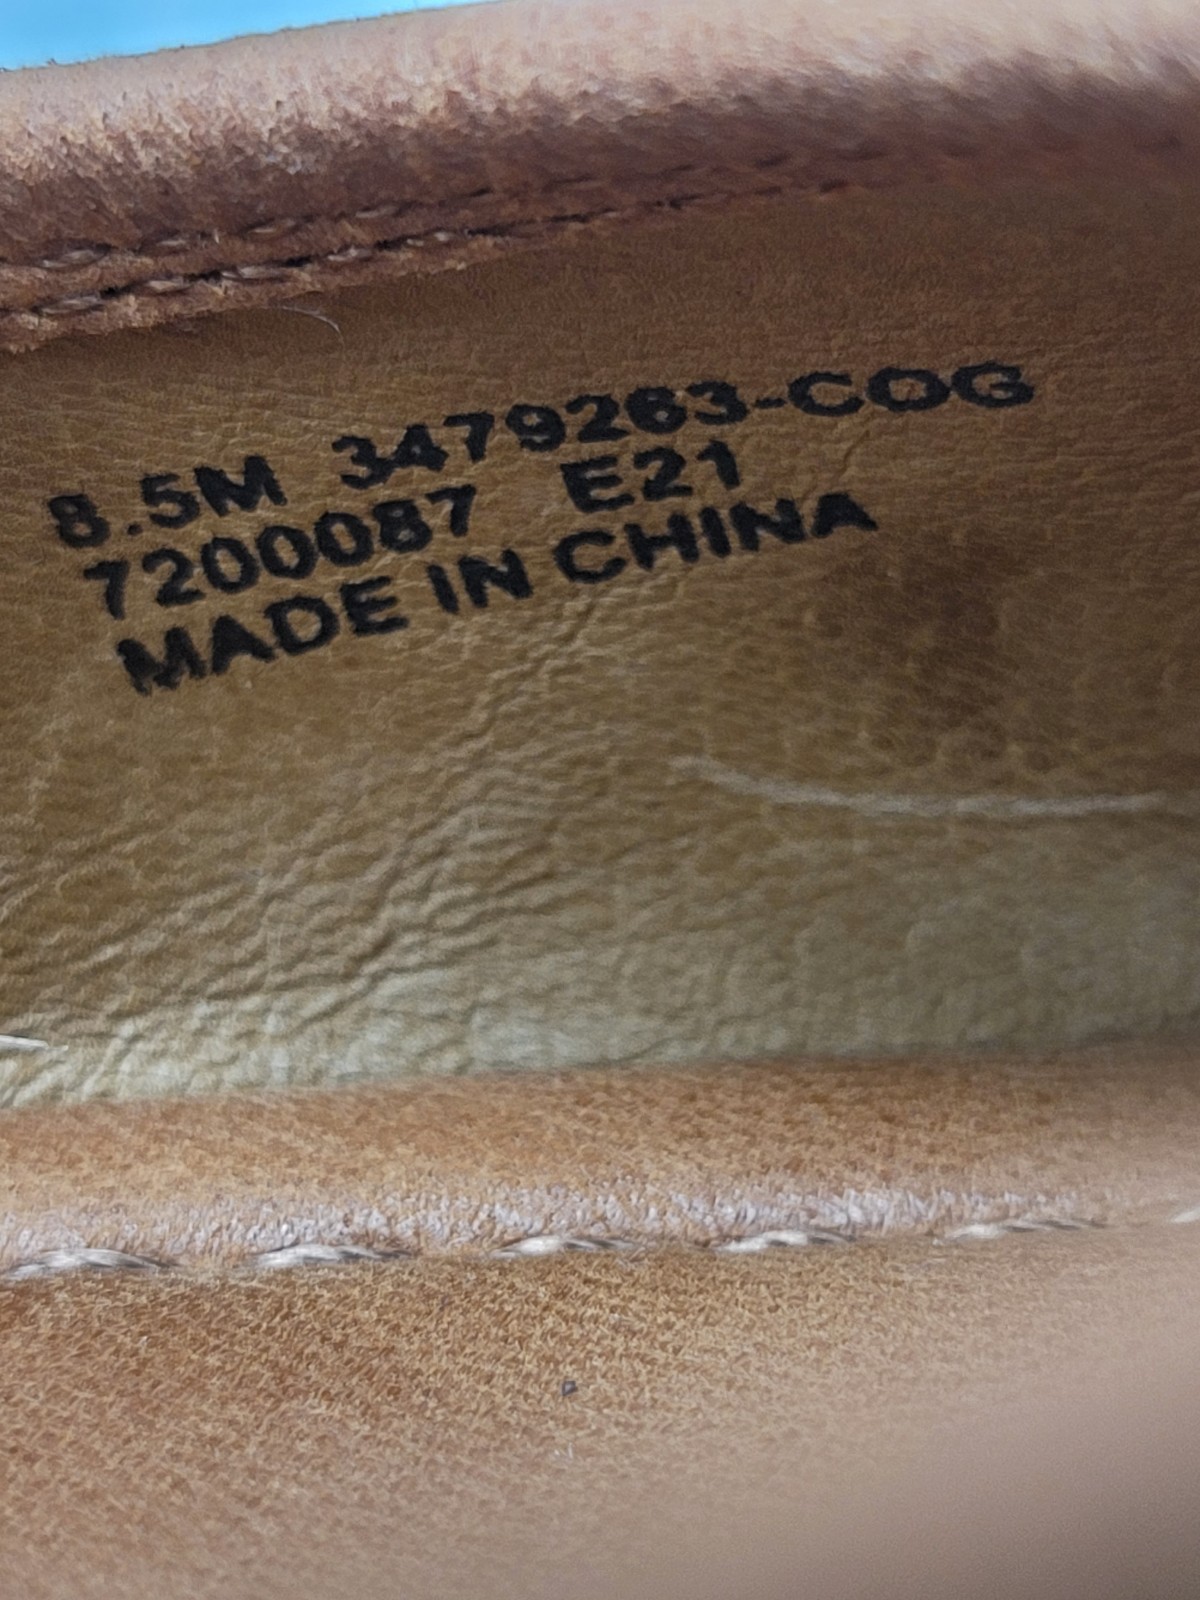 8.5M 3479263-COG
7200087 E21
MADE IN CHINA